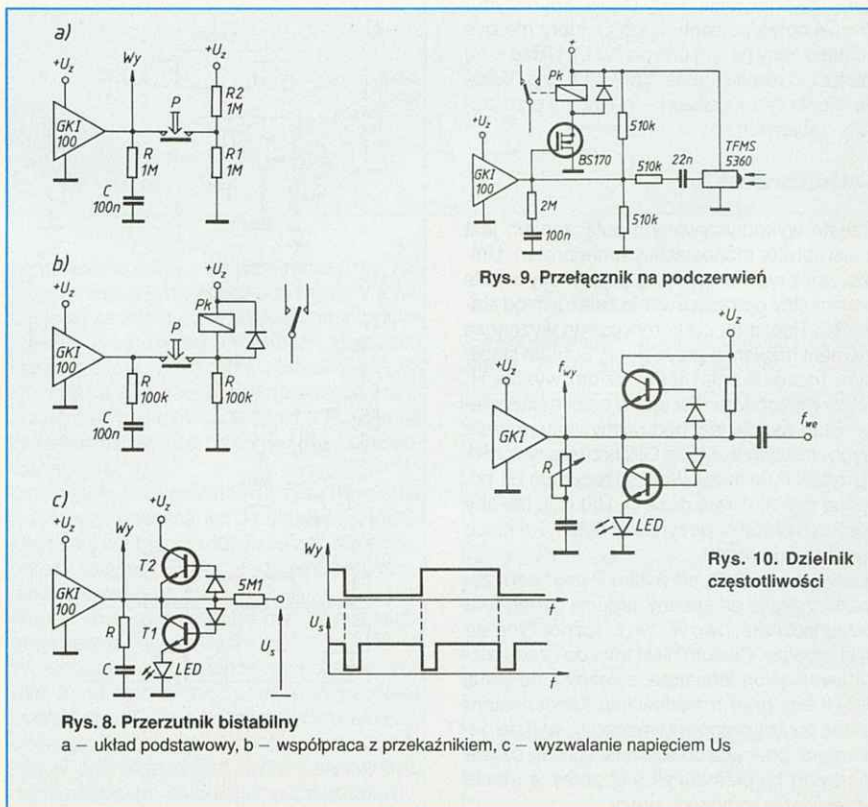 a)
+Uz
Wy
+Uz
GKI
100
P
R2
1M
R
1M
R1
1M
C
100n
b)
+Uz
+Uz
Pk
GKI
100
P
R
100k
R
100k
C
100n
c)
+Uz
Wy
+Uz
T2
GKI
100
5M1
R
T1
C
LED
Us
Wy
t
Us
t
Rys. 8. Przerzutnik bistabilny
a – układ podstawowy, b – współpraca z przekaźnikiem, c – wyzwalanie napięciem Us
+
Pk
+Uz
510k
TFMS
5360
GKI
100
BS170
510k
22n
2M
100n
510k
Rys. 9. Przełącznik na podczerwień
+Uz
+Uz
fwy
GKI
fwe
R
LED
Rys. 10. Dzielnik
częstotliwości